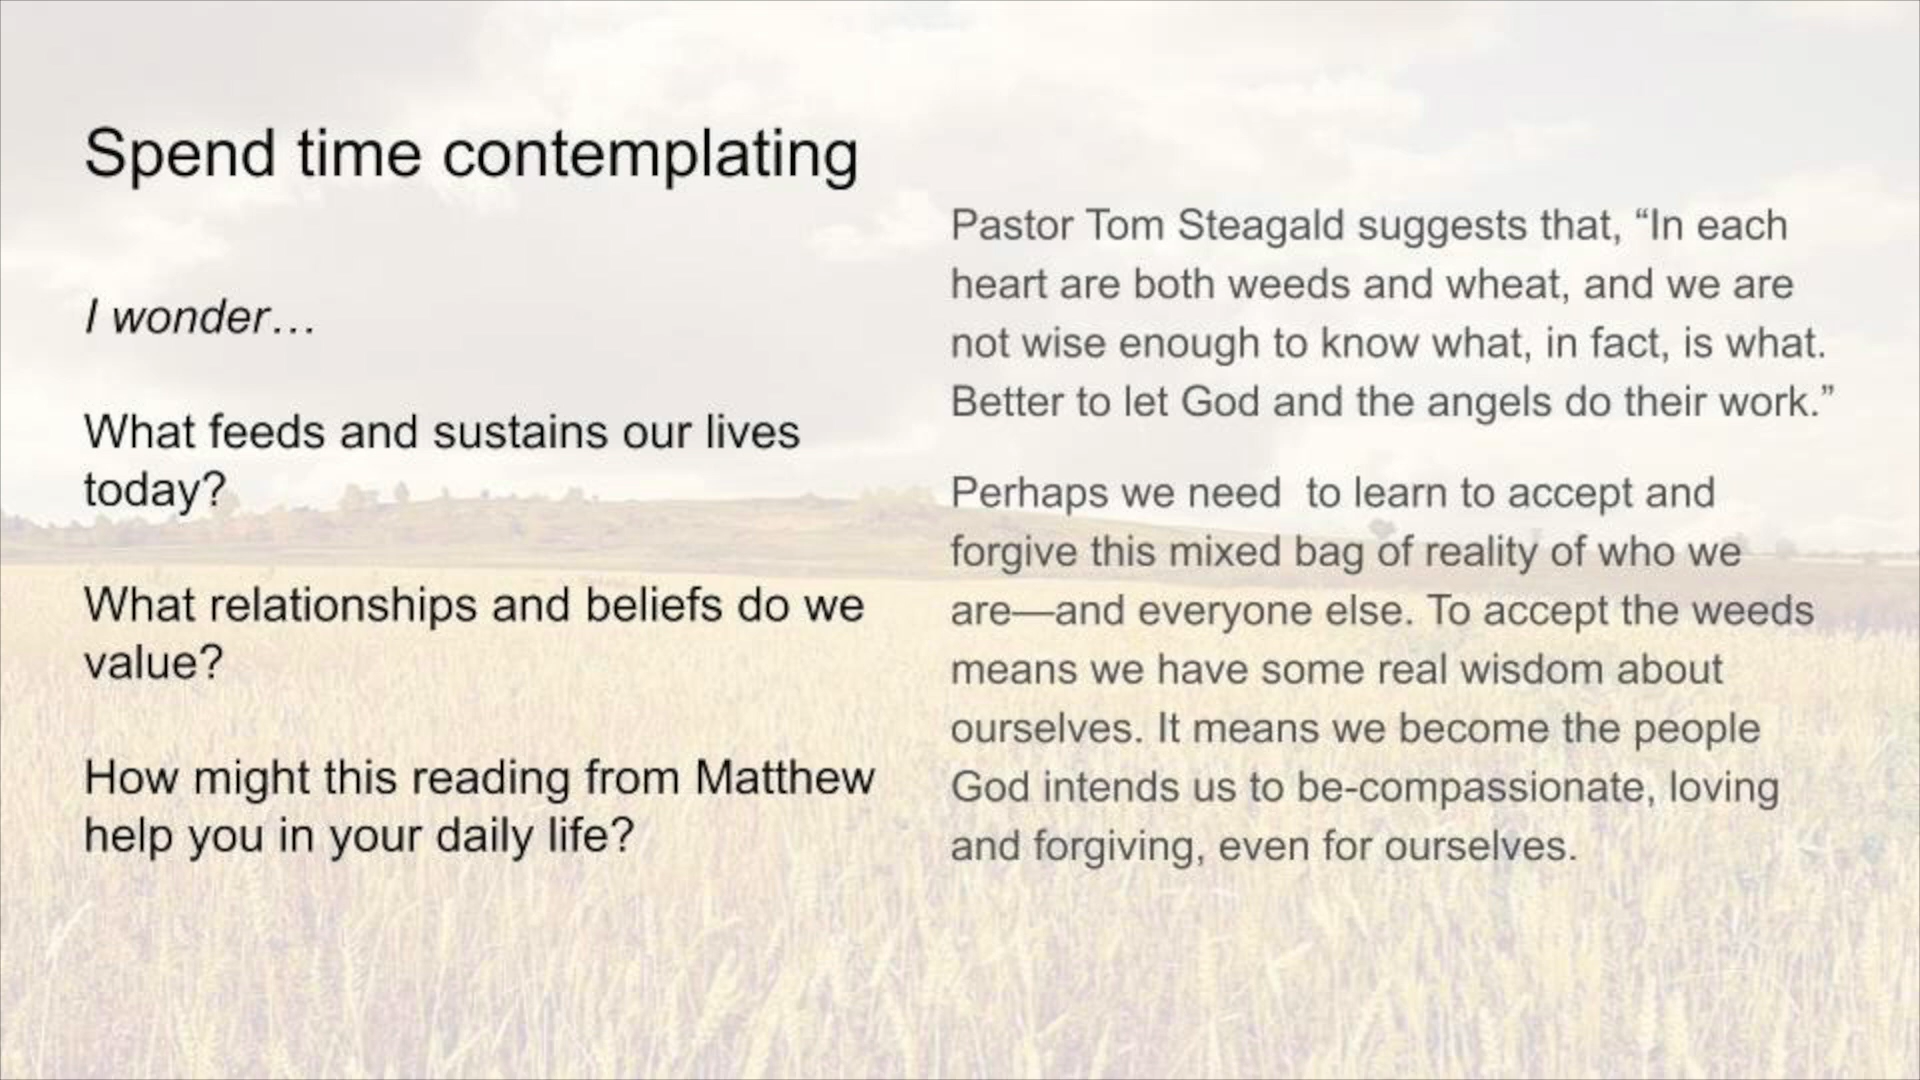 Spend time contemplating
I wonder…
What feeds and sustains our lives
today?
What relationships and beliefs do we
value?
How might this reading from Matthew
help you in your daily life?
Pastor Tom Steagald suggests that, “In each
heart are both weeds and wheat, and we are
not wise enough to know what, in fact, is what.
Better to let God and the angels do their work.”
Perhaps we need  to learn to accept and
forgive this mixed bag of reality of who we
are—and everyone else. To accept the weeds
means we have some real wisdom about
ourselves. It means we become the people
God intends us to be-compassionate, loving
and forgiving, even for ourselves.